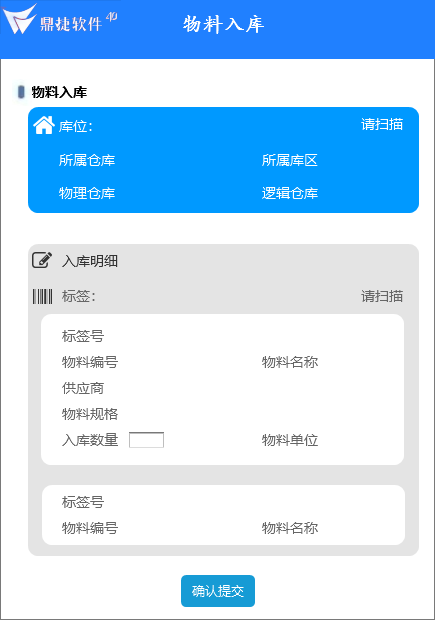 鼎捷软件 40
物料入库
物料入库
库位： 请扫描
所属仓库 所属库区
物理仓库 逻辑仓库
入库明细
标签： 请扫描
标签号
物料编号 物料名称
供应商
物料规格
入库数量 物料单位
标签号
物料编号 物料名称
确认提交